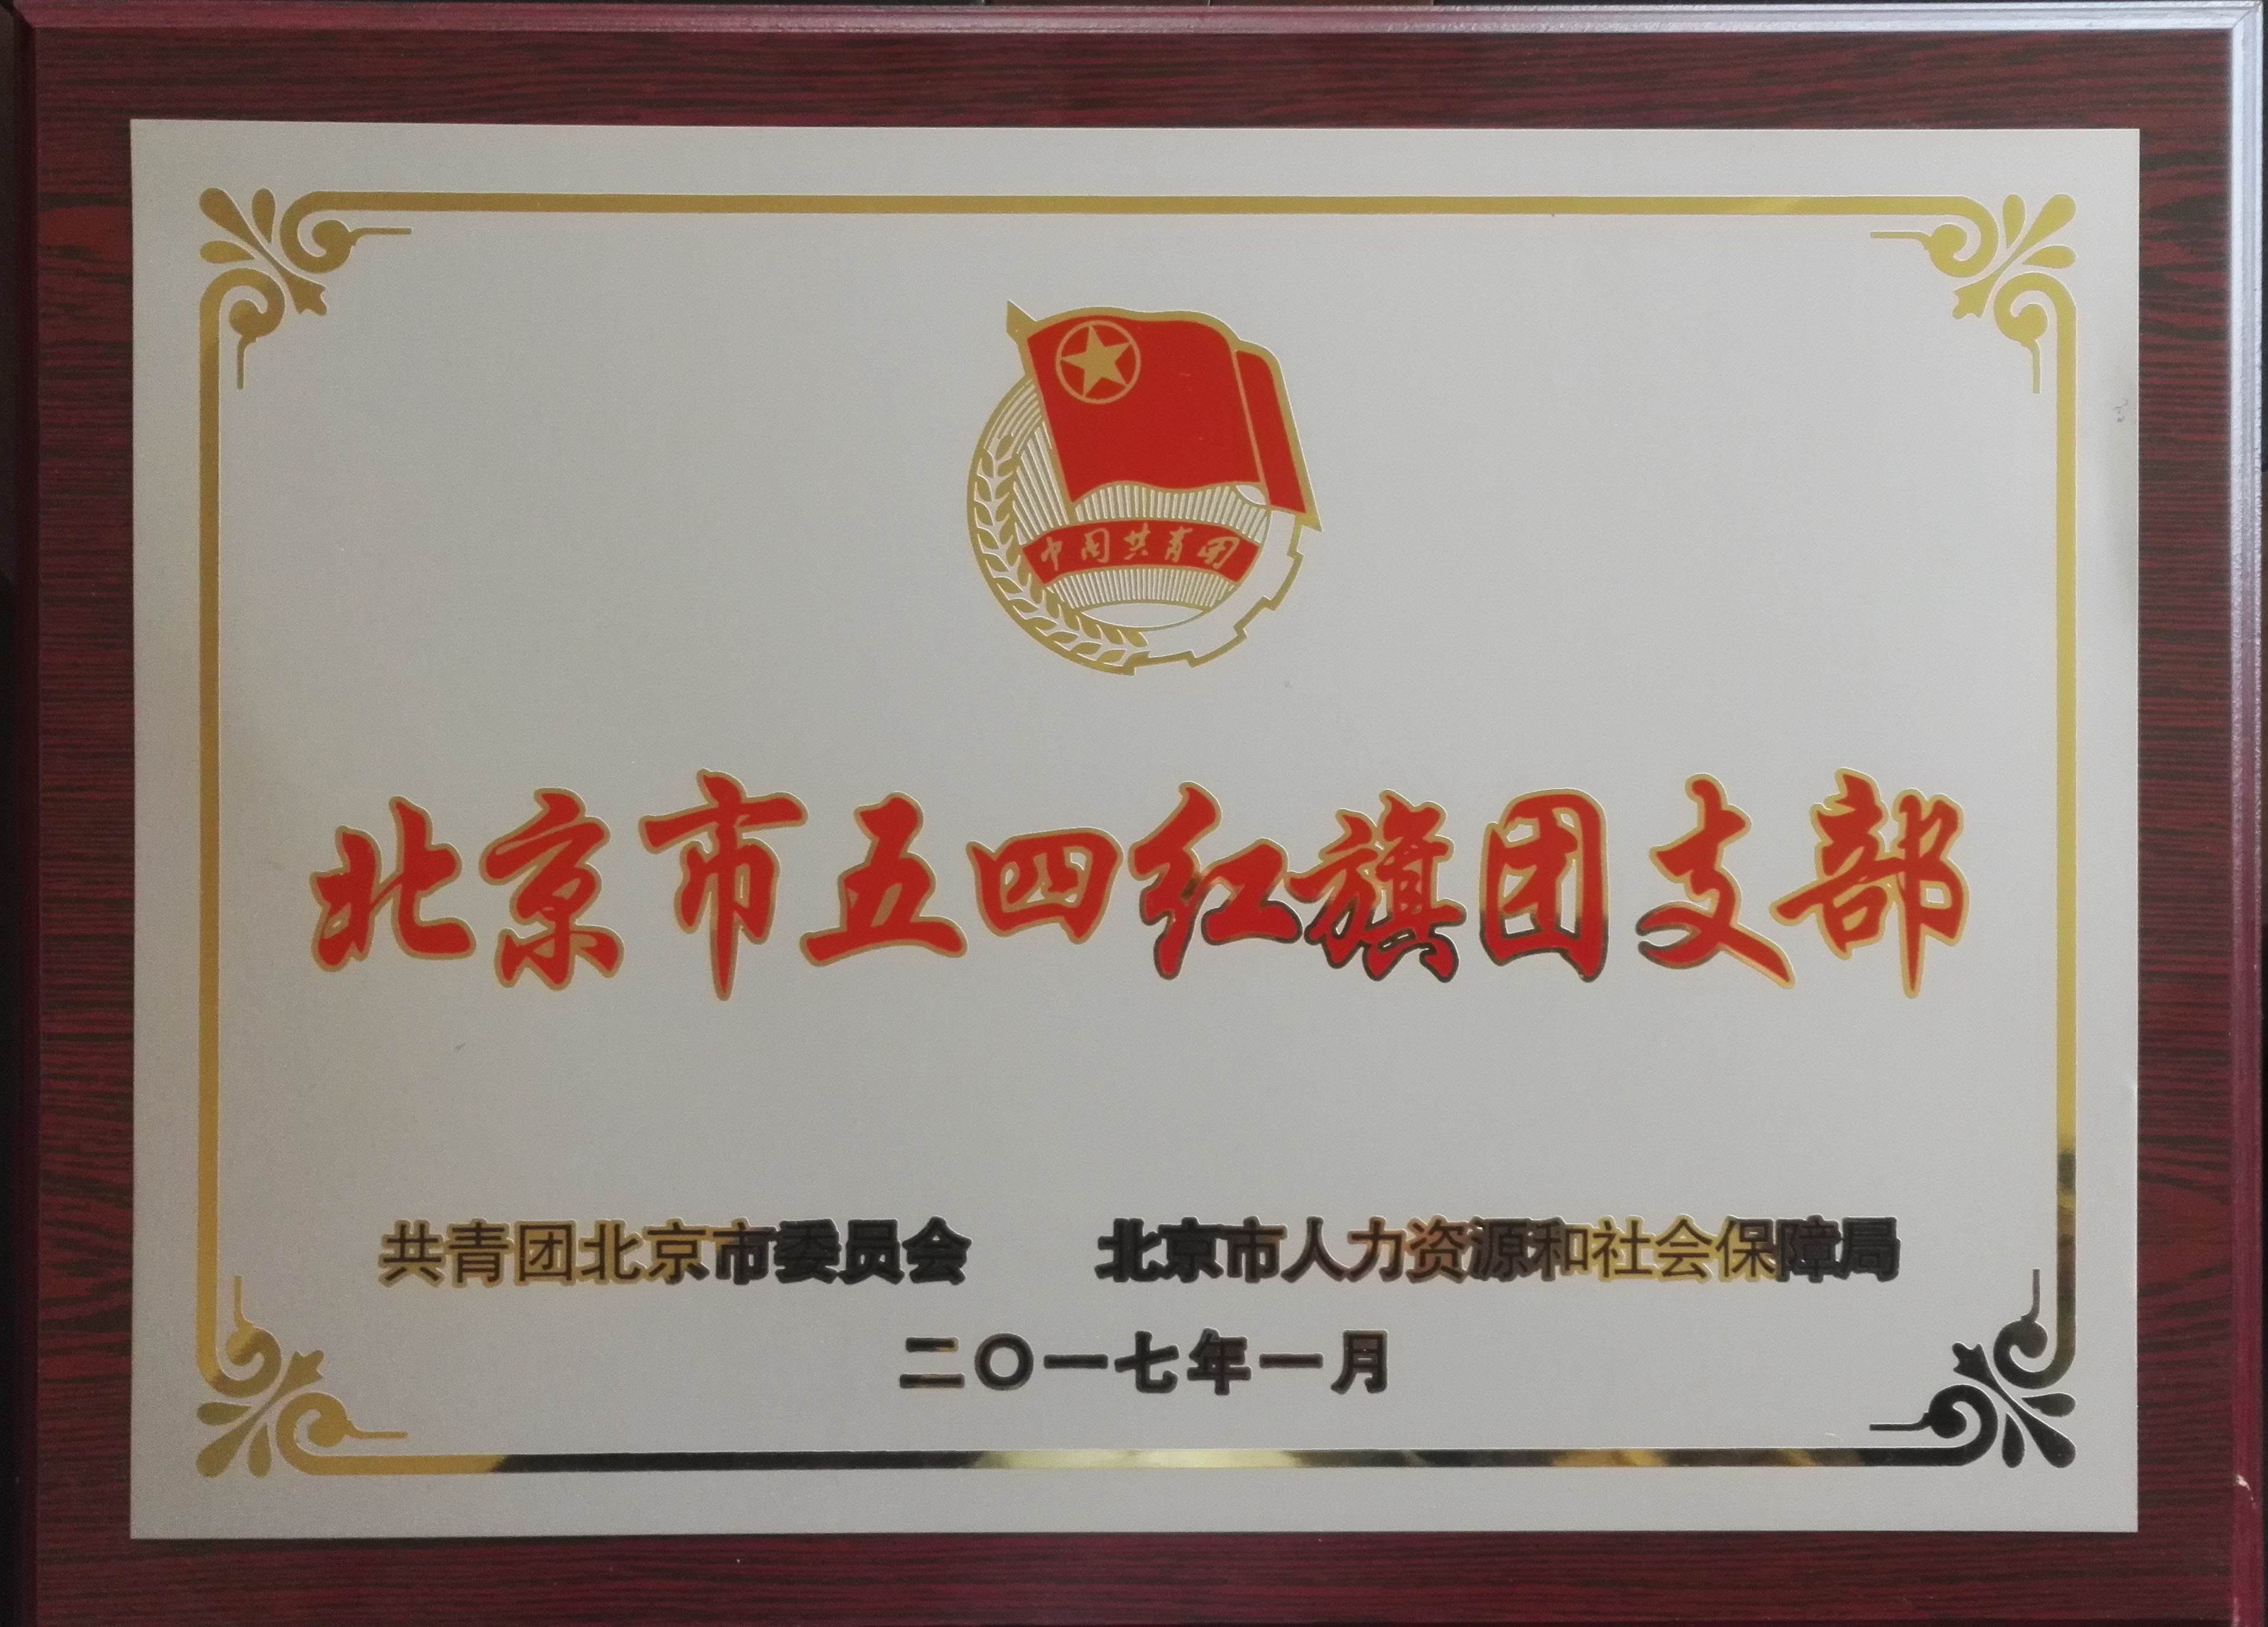 中国共青团
北京市五四红旗团支部
共青团北京市委员会 北京市人力资源和社会保障局
二〇一七年一月